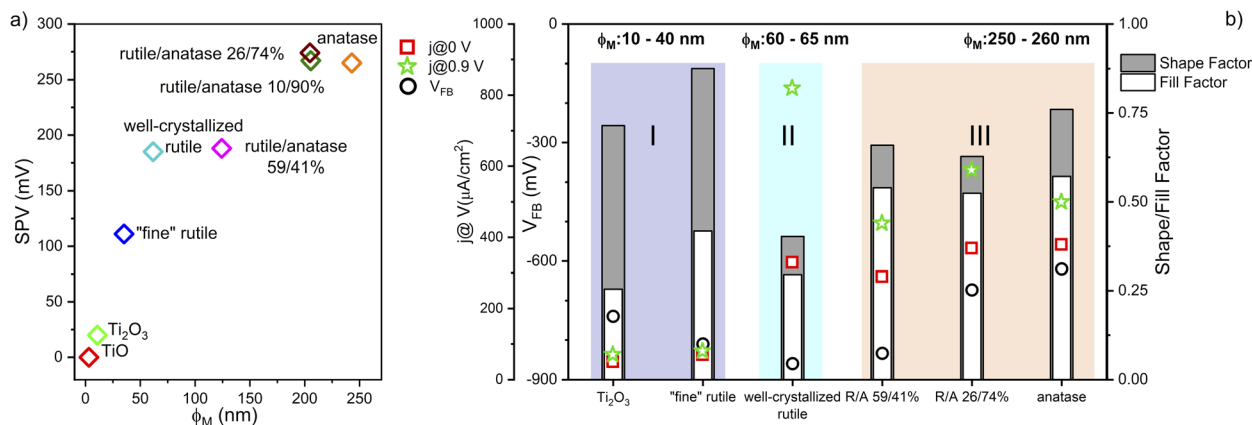 a)
SPV (mV)
300
250
200
150
100
50
0
0 50 100 150 200 250
ϕM (nm)
anatase
rutile/anatase 26/74%
rutile/anatase 10/90%
well-crystallized
rutile
rutile/anatase
59/41%
"fine" rutile
Ti2O3
TiO
j@0 V
j@0.9 V
VFB
b)
j@ V(μA/cm²)
1000
800
600
400
200
0
VFB (mV)
0
-300
-600
-900
ϕM:10 - 40 nm
ϕM:60 - 65 nm
ϕM:250 - 260 nm
I
II
III
Shape Factor
Fill Factor
Ti2O3
"fine" rutile
well-crystallized
rutile
R/A 59/41%
R/A 26/74%
anatase
1.00
0.75
0.50
0.25
0.00
Shape/Fill Factor